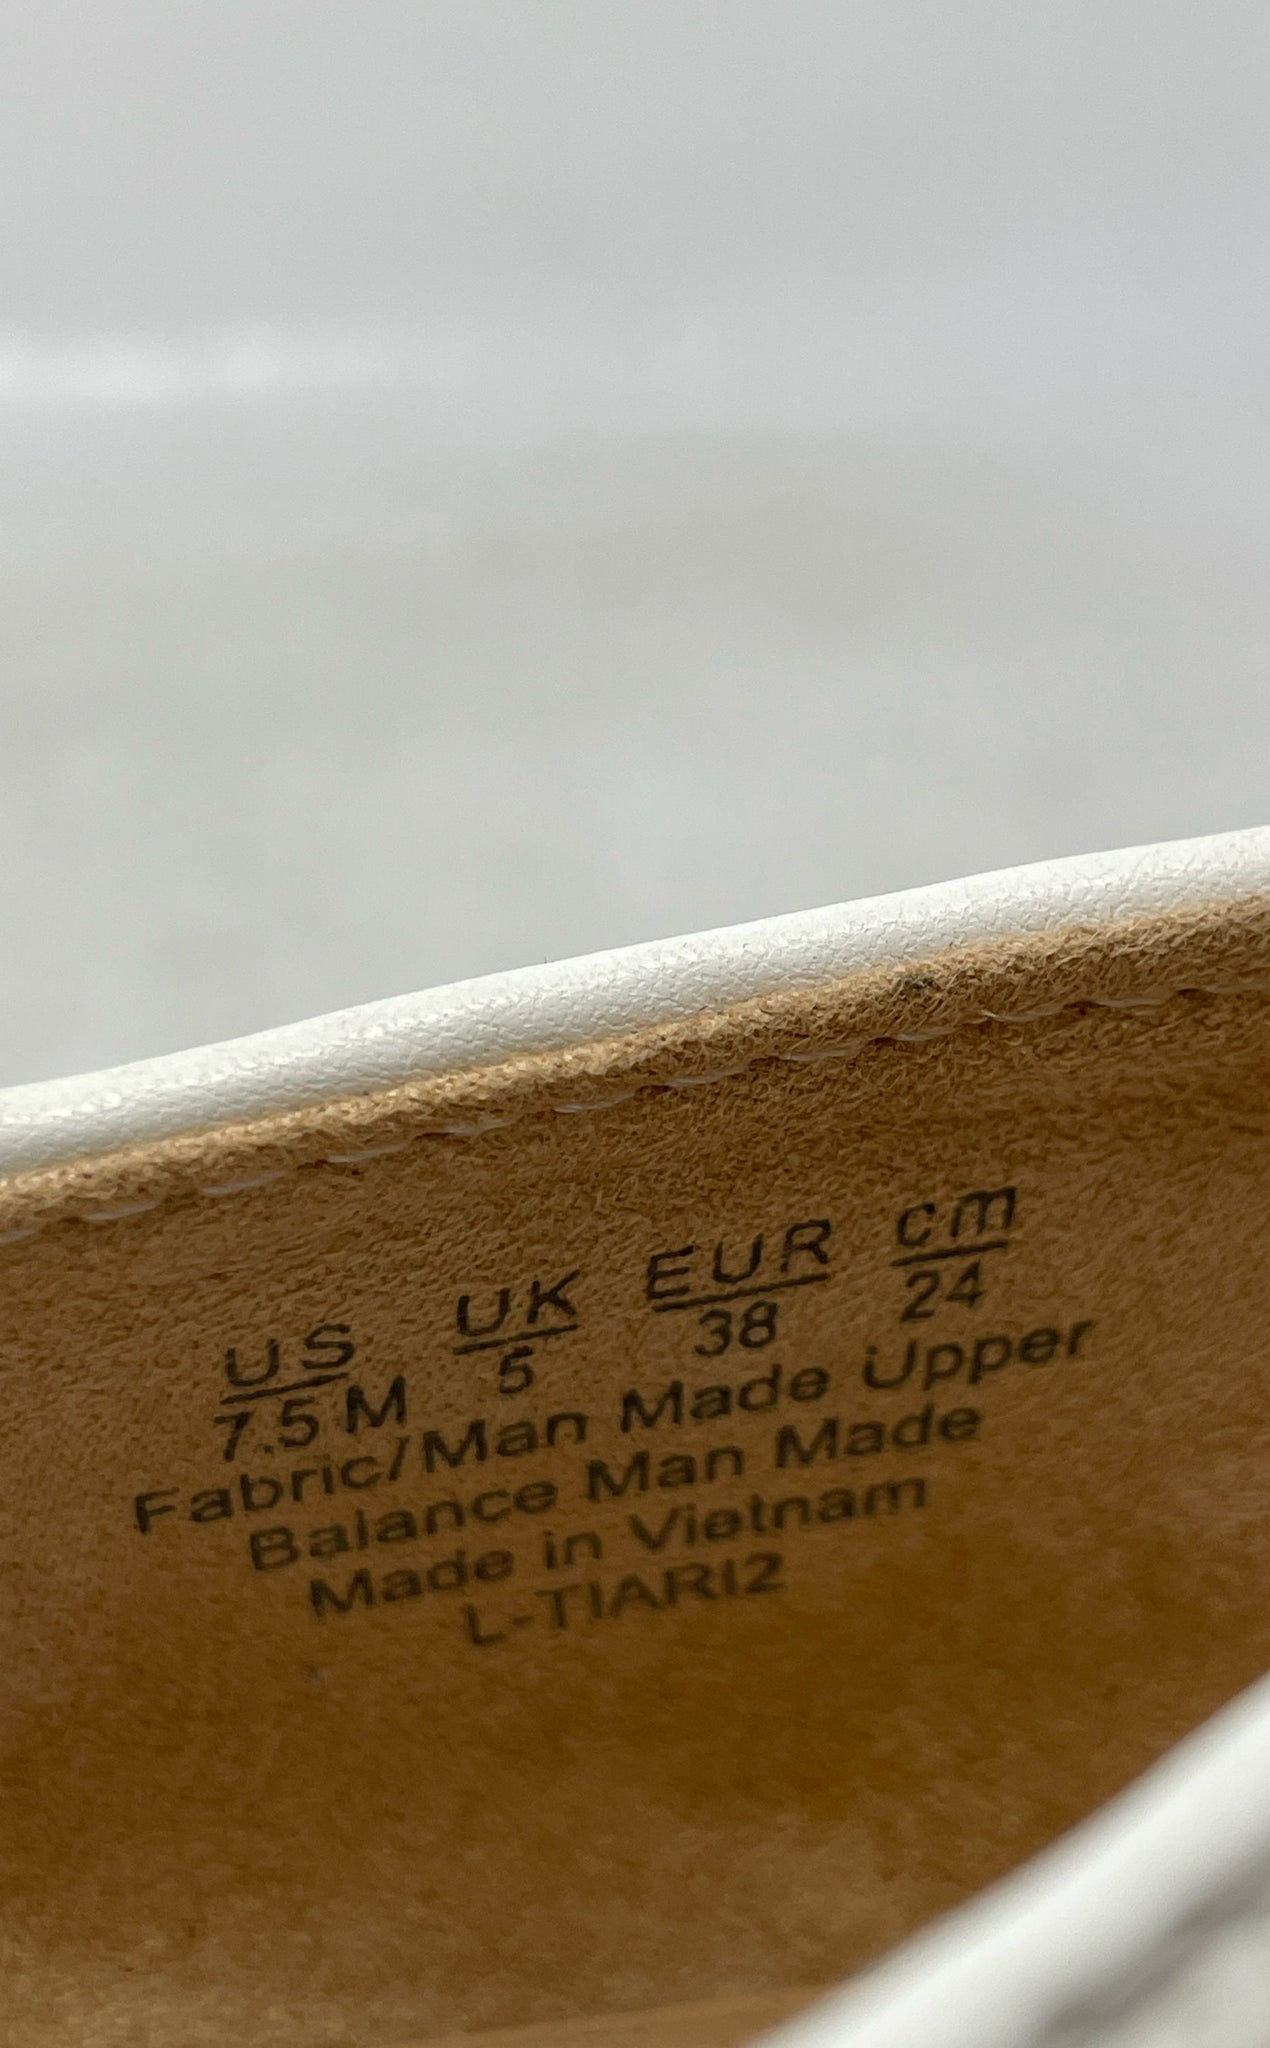 US UK EUR cm
7.5 M 5 38 24
Fabric/Man Made Upper
Balance Man Made
Made in Vietnam
L-TIARI2